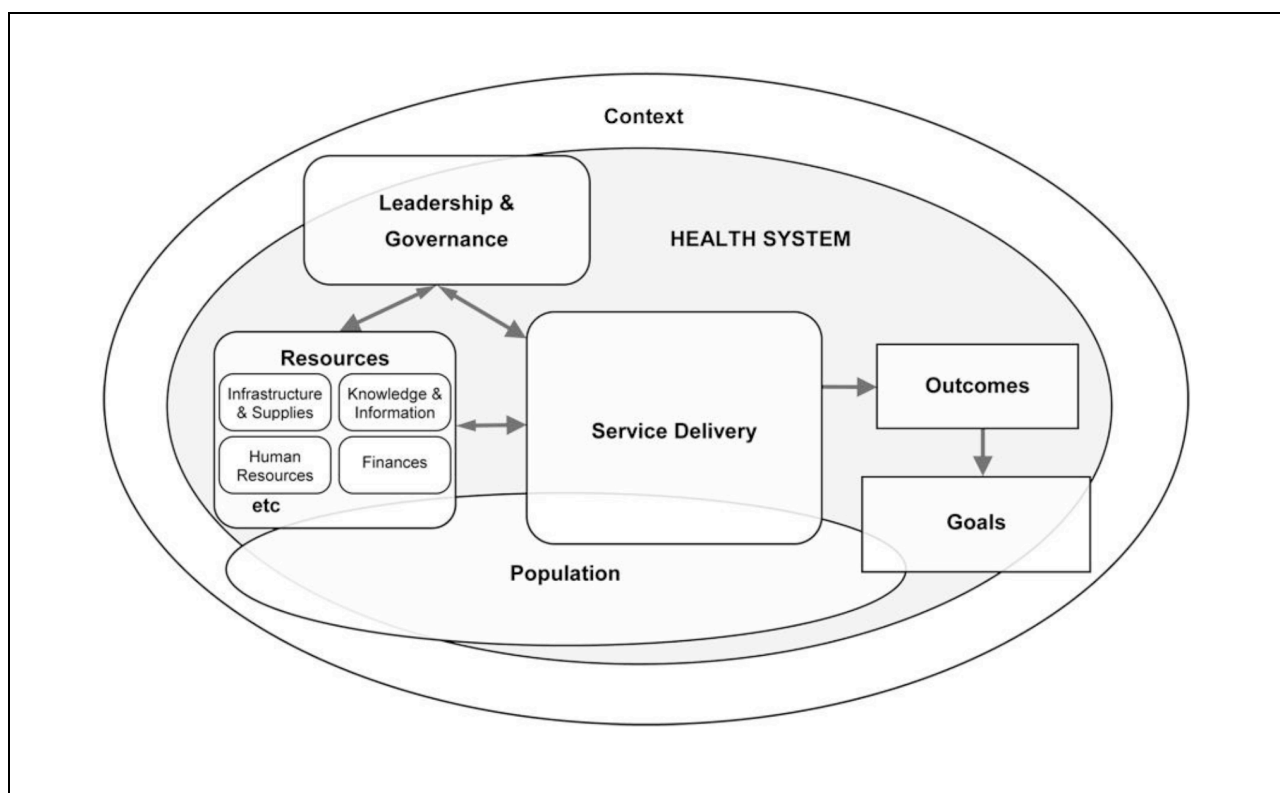 Context
Leadership &
Governance
HEALTH SYSTEM
Resources
Infrastructure
& Supplies
Knowledge &
Information
Human
Resources
Finances
etc
Service Delivery
Outcomes
Goals
Population